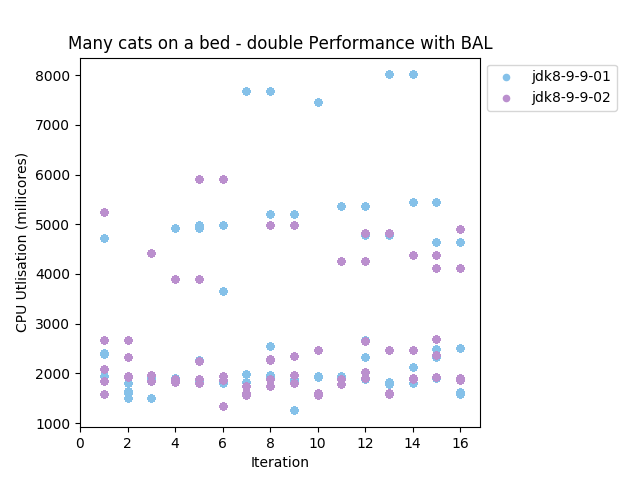 Many cats on a bed - double Performance with BAL
jdk8-9-9-01
jdk8-9-9-02
CPU Utlisation (millicores)
8000
7000
6000
5000
4000
3000
2000
1000
0 2 4 6 8 10 12 14 16
Iteration